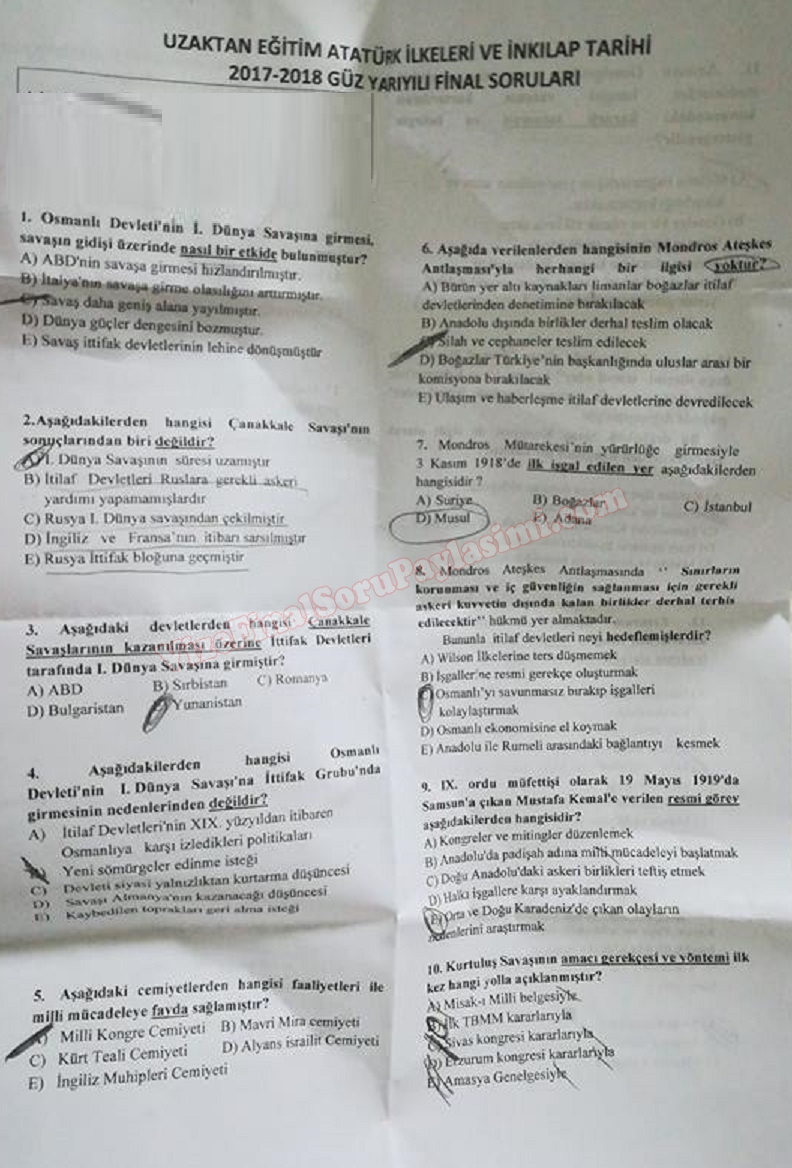 UZAKTAN EĞİTİM ATATÜRK İLKELERİ VE İNKILAP TARİHİ
2017-2018 GÜZ YARIYILI FİNAL SORULARI
1. Osmanlı Devleti'nin İ. Dünya Savaşına girmesi,
savaşın gidişi üzerinde nasıl bir etkide bulunmuştur?
A) ABD'nin savaşa girmesi hızlandırılmıştır.
B) İtalya'nın savaşa girme olasılığını artırmıştır.
C) Savaş daha geniş alana yayılmıştır.
D) Dünya güçler dengesini bozmuştur.
E) Savaş ittifak devletlerinin lehine dönüşmüştür
2.Aşağıdakilerden hangisi Çanakkale Savaşı'nın
sonuçlarından biri değildir?
A) I. Dünya Savaşının süresi uzamıştır
B) İtilaf Devletleri Ruslara gerekli askeri
yardımı yapamamışlardır
C) Rusya I. Dünya savaşından çekilmiştir
D) İngiliz ve Fransa'nın itibarı sarsılmıştır
E) Rusya İttifak bloğuna geçmiştir
3. Aşağıdaki devletlerden hangisi Çanakkale
Savaşlarının kazanılması üzerine İttifak Devletleri
tarafında I. Dünya Savaşına girmiştir?
A) ABD B) Sırbistan C) Romanya
D) Bulgaristan Yunanistan
4. Aşağıdakilerden hangisi Osmanlı
Devleti'nin I. Dünya Savaşı'na İttifak Grubu'nda
girmesinin nedenlerinden değildir?
A) İtilaf Devletleri'nin XIX. yüzyıldan itibaren
Osmanlıya karşı izledikleri politikaları
Yeni sömürgeler edinme isteği
C) Devleti siyasi yalnızlıktan kurtarma düşüncesi
D) Savaşı Almanya'nın kazanacağı düşüncesi
E) Kaybedilen toprakları geri alma isteği
5. Aşağıdaki cemiyetlerden hangisi faaliyetleri ile
milli mücadeleye fayda sağlamıştır?
Milli Kongre Cemiyeti B) Mavri Mira cemiyeti
C) Kürt Teali Cemiyeti D) Alyans israilit Cemiyeti
E) İngiliz Muhipleri Cemiyeti
6. Aşağıda verilenlerden hangisinin Mondros Ateşkes
Antlaşması'yla herhangi bir ilgisi yoktur?
A) Bütün yer altı kaynakları limanlar boğazlar itilaf
devletlerinden denetimine bırakılacak
B) Anadolu dışında birlikler derhal teslim olacak
Silah ve cephaneler teslim edilecek
D) Boğazlar Türkiye'nin başkanlığında uluslar arası bir
komisyona bırakılacak
E) Ulaşım ve haberleşme itilaf devletlerine devredilecek
7. Mondros Mütarekesi'nin yürürlüğe girmesiyle
3 Kasım 1918'de ilk işgal edilen yer aşağıdakilerden
hangisidir ?
A) Suriye B) Boğazlar C) İstanbul
D) Musul E) Adana
8. Mondros Ateşkes Antlaşmasında " Sınırların
korunması ve iç güvenliğin sağlanması için gerekli
askeri kuvvetin dışında kalan birlikler derhal terhis
edilecektir" hükmü yer almaktadır.
Bununla itilaf devletleri neyi hedeflemişlerdir?
A) Wilson İlkelerine ters düşmemek
B) İşgallerine resmi gerekçe oluşturmak
C) Osmanlı'yı savunmasız bırakıp işgalleri
kolaylaştırmak
D) Osmanlı ekonomisine el koymak
E) Anadolu ile Rumeli arasındaki bağlantıyı kesmek
9. IX. ordu müfettişi olarak 19 Mayıs 1919'da
Samsun'a çıkan Mustafa Kemal'e verilen resmi görev
aşağıdakilerden hangisidir?
A) Kongreler ve mitingler düzenlemek
B) Anadolu'da padişah adına milli mücadeleyi başlatmak
C) Doğu Anadolu'daki askeri birlikleri teftiş etmek
D) Halkı işgallere karşı ayaklandırmak
E) Orta ve Doğu Karadeniz'de çıkan olayların
nedenlerini araştırmak
10. Kurtuluş Savaşının amacı gerekçesi ve yöntemi ilk
kez hangi yolla açıklanmıştır?
A) Misak-ı Milli belgesiyle
B) İlk TBMM kararlarıyla
C) Sivas kongresi kararlarıyla
D) Erzurum kongresi kararlarıyla
E) Amasya Genelgesiyle